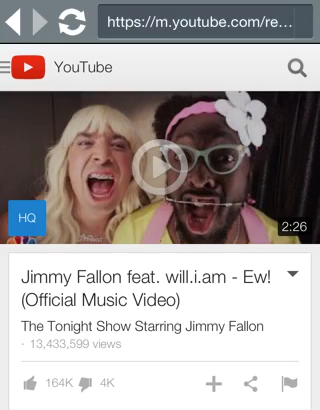 https://m.youtube.com/re...
YouTube
HQ
2:26
Jimmy Fallon feat. will.i.am - Ew!
(Official Music Video)
The Tonight Show Starring Jimmy Fallon
· 13,433,599 views
164K 4K